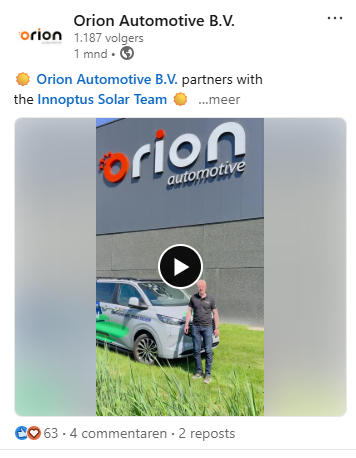 Orion Automotive B.V.
orion
automotive
1.187 volgers
1 mnd •
Orion Automotive B.V. partners with
the Innoptus Solar Team ...meer
orion
automotive
63 · 4 commentaren · 2 reposts